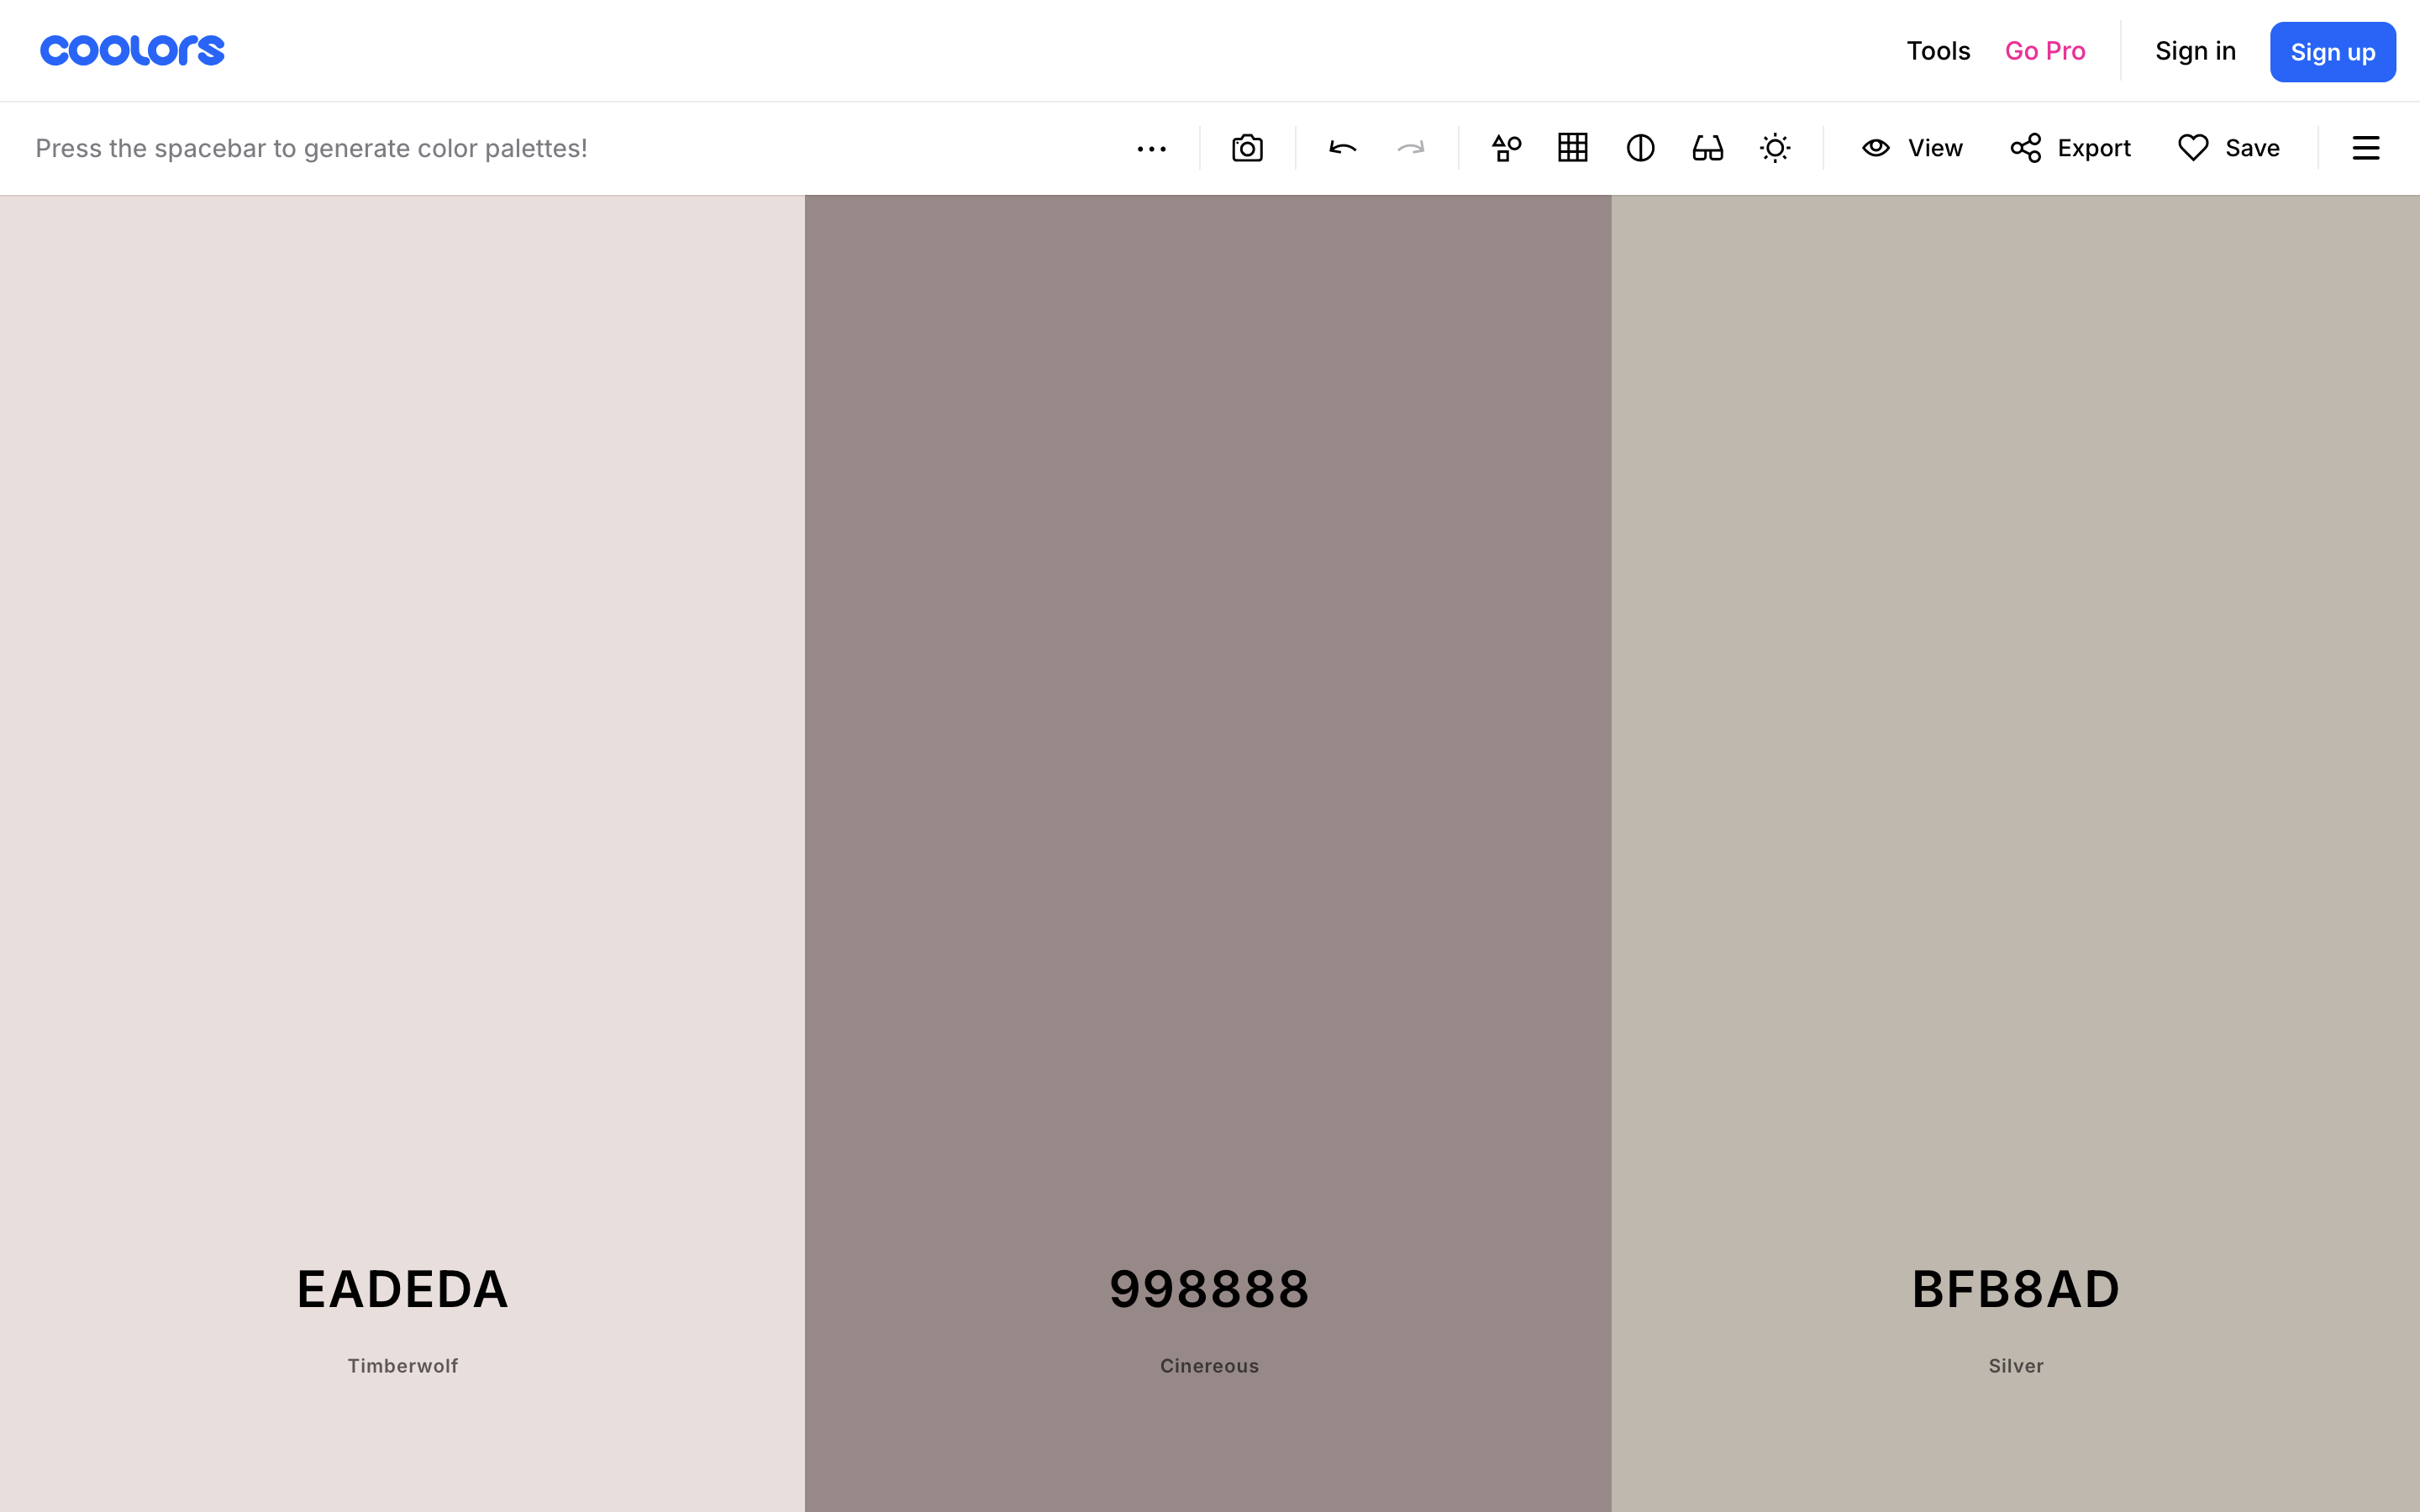 coolors
Tools Go Pro Sign in Sign up
Press the spacebar to generate color palettes!
View Export Save
EADEDA
Timberwolf
998888
Cinereous
BFB8AD
Silver